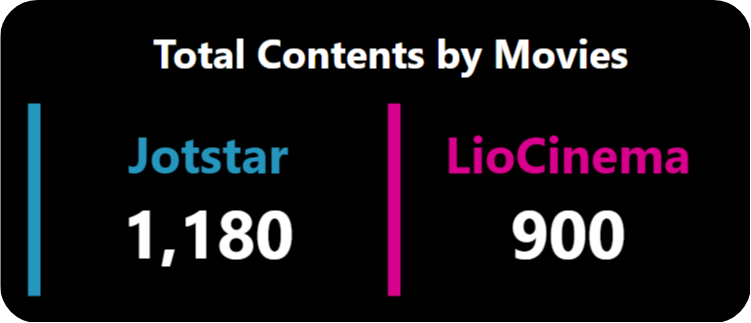 Total Contents by Movies
Jotstar
1,180
LioCinema
900